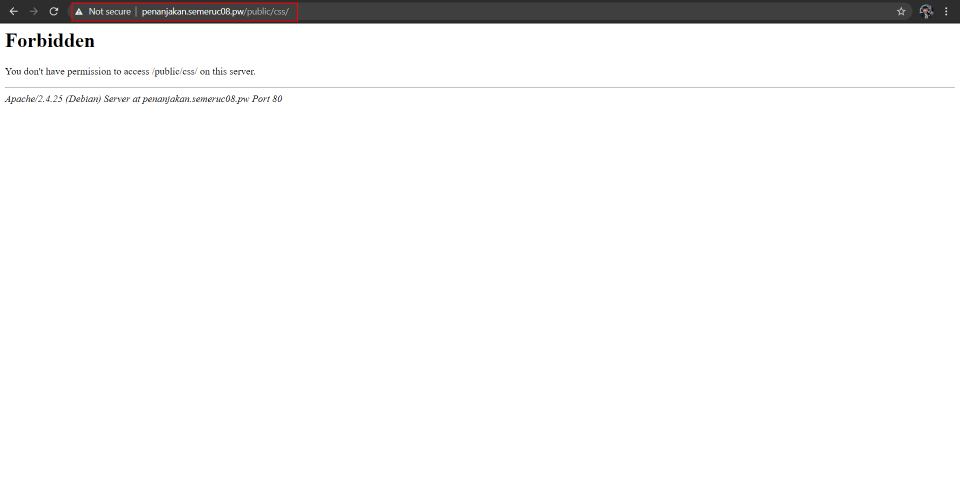 Not secure | penanjakan.semeruc08.pw/public/css/
Forbidden
You don't have permission to access /public/css/ on this server.
Apache/2.4.25 (Debian) Server at penanjakan.semeruc08.pw Port 80